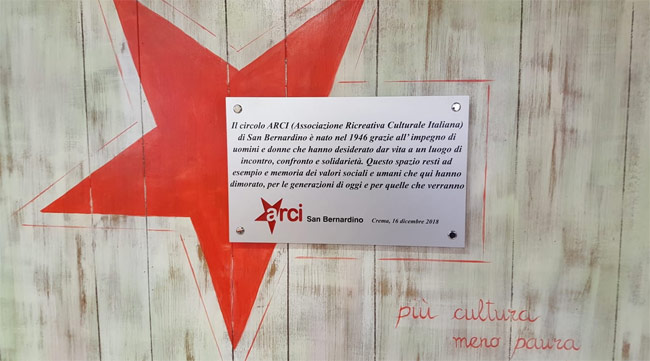 Il circolo ARCI (Associazione Ricreativa Culturale Italiana)
di San Bernardino è nato nel 1946 grazie all' impegno di
uomini e donne che hanno desiderato dar vita a un luogo di
incontro, confronto e solidarietà. Questo spazio resti ad
esempio e memoria dei valori sociali e umani che qui hanno
dimorato, per le generazioni di oggi e per quelle che verranno
arci San Bernardino Crema, 16 dicembre 2018
più cultura
meno paura